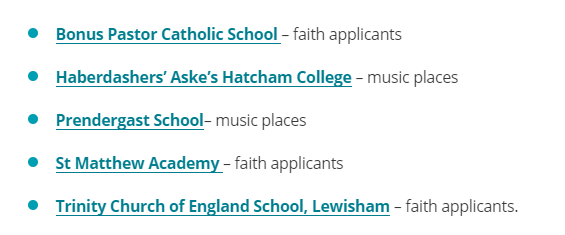 Bonus Pastor Catholic School – faith applicants
Haberdashers’ Aske’s Hatcham College – music places
Prendergast School– music places
St Matthew Academy – faith applicants
Trinity Church of England School, Lewisham – faith applicants.